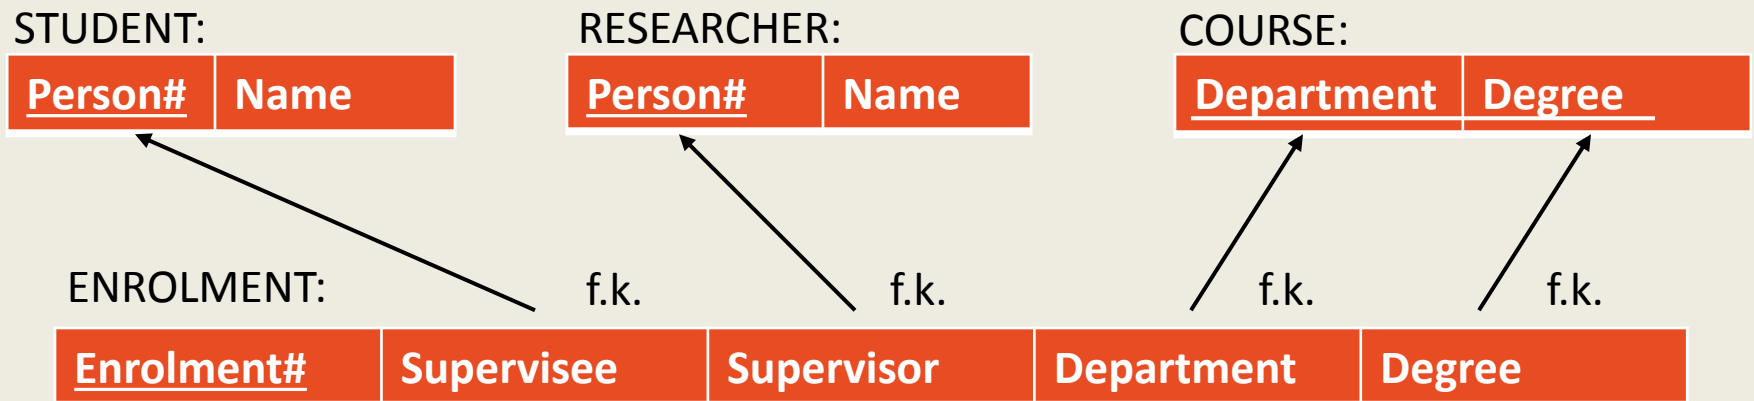 STUDENT: RESEARCHER: COURSE:
Person# Name Person# Name Department Degree
ENROLMENT: f.k. f.k. f.k. f.k.
Enrolment# Supervisee Supervisor Department Degree